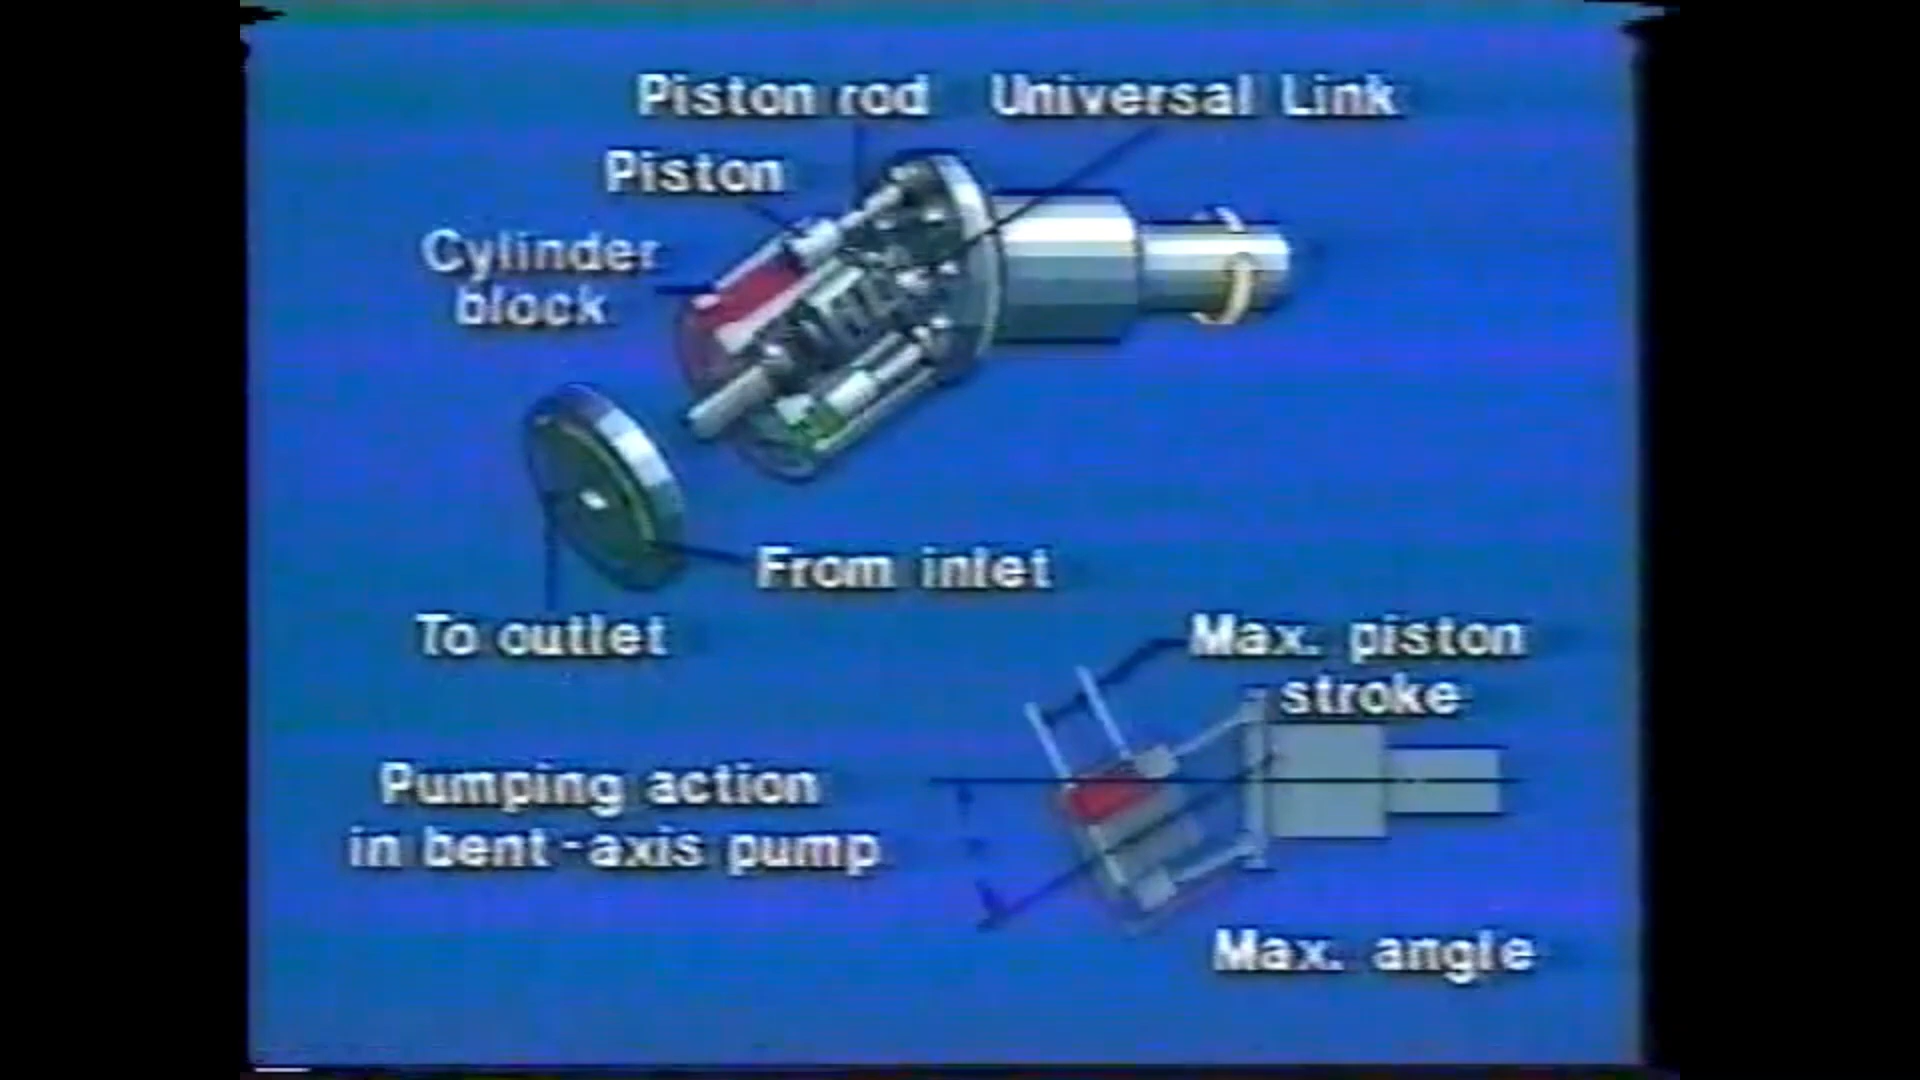 Piston rod
Universal Link
Piston
Cylinder
block
From inlet
To outlet
Max. piston
stroke
Pumping action
in bent-axis pump
Max. angle